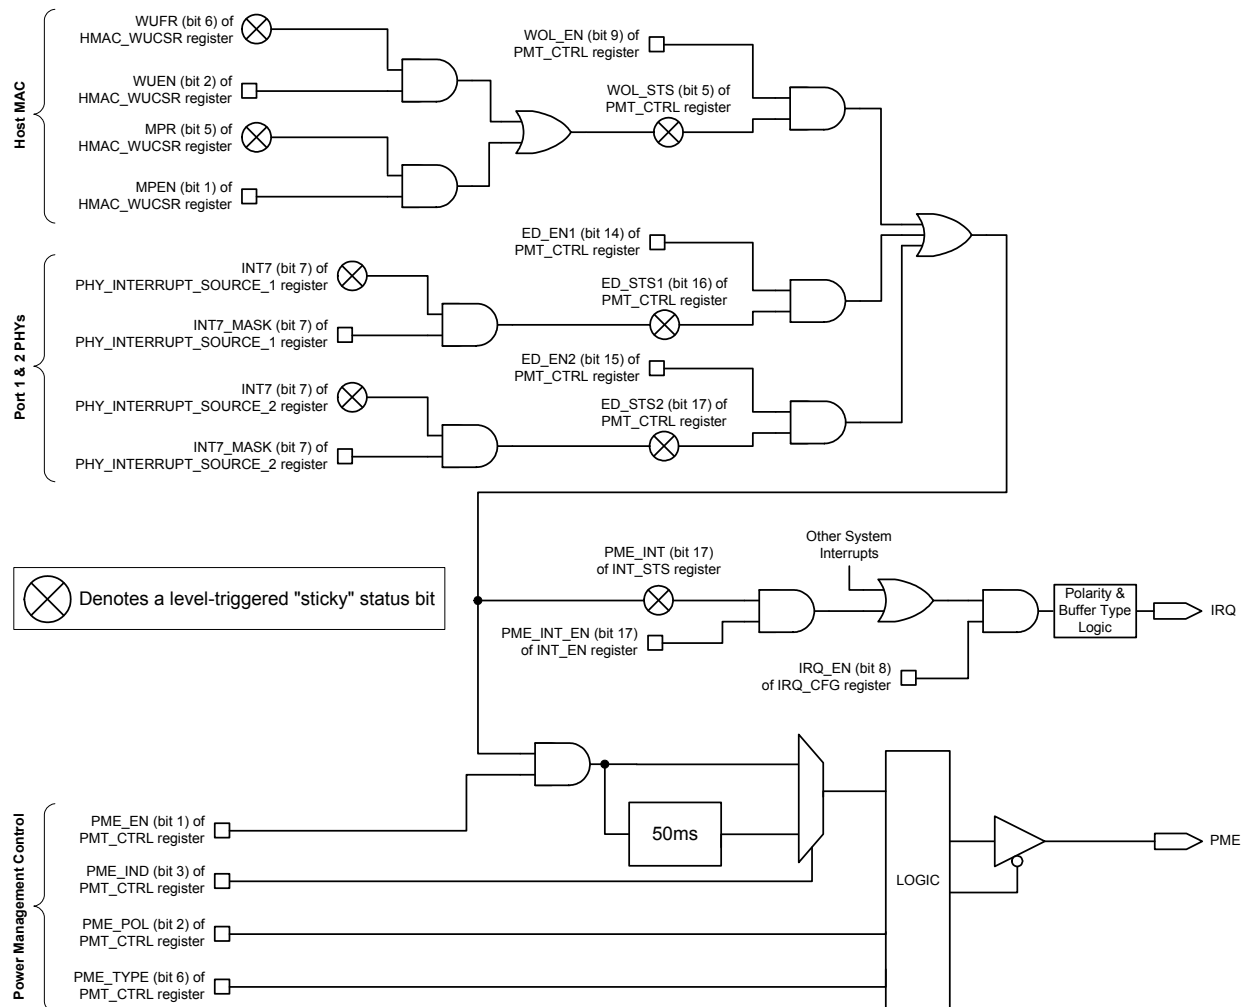 Host MAC
WUFR (bit 6) of
HMAC_WUCSR register
WUEN (bit 2) of
HMAC_WUCSR register
MPR (bit 5) of
HMAC_WUCSR register
MPEN (bit 1) of
HMAC_WUCSR register
WOL_EN (bit 9) of
PMT_CTRL register
WOL_STS (bit 5) of
PMT_CTRL register
Port 1 & 2 PHYs
INT7 (bit 7) of
PHY_INTERRUPT_SOURCE_1 register
INT7_MASK (bit 7) of
PHY_INTERRUPT_SOURCE_1 register
INT7 (bit 7) of
PHY_INTERRUPT_SOURCE_2 register
INT7_MASK (bit 7) of
PHY_INTERRUPT_SOURCE_2 register
ED_EN1 (bit 14) of
PMT_CTRL register
ED_STS1 (bit 16) of
PMT_CTRL register
ED_EN2 (bit 15) of
PMT_CTRL register
ED_STS2 (bit 17) of
PMT_CTRL register
Denotes a level-triggered "sticky" status bit
PME_INT (bit 17)
of INT_STS register
PME_INT_EN (bit 17)
of INT_EN register
Other System
Interrupts
IRQ_EN (bit 8)
of IRQ_CFG register
Polarity &
Buffer Type
Logic
IRQ
Power Management Control
PME_EN (bit 1) of
PMT_CTRL register
PME_IND (bit 3) of
PMT_CTRL register
PME_POL (bit 2) of
PMT_CTRL register
PME_TYPE (bit 6) of
PMT_CTRL register
50ms
LOGIC
PME